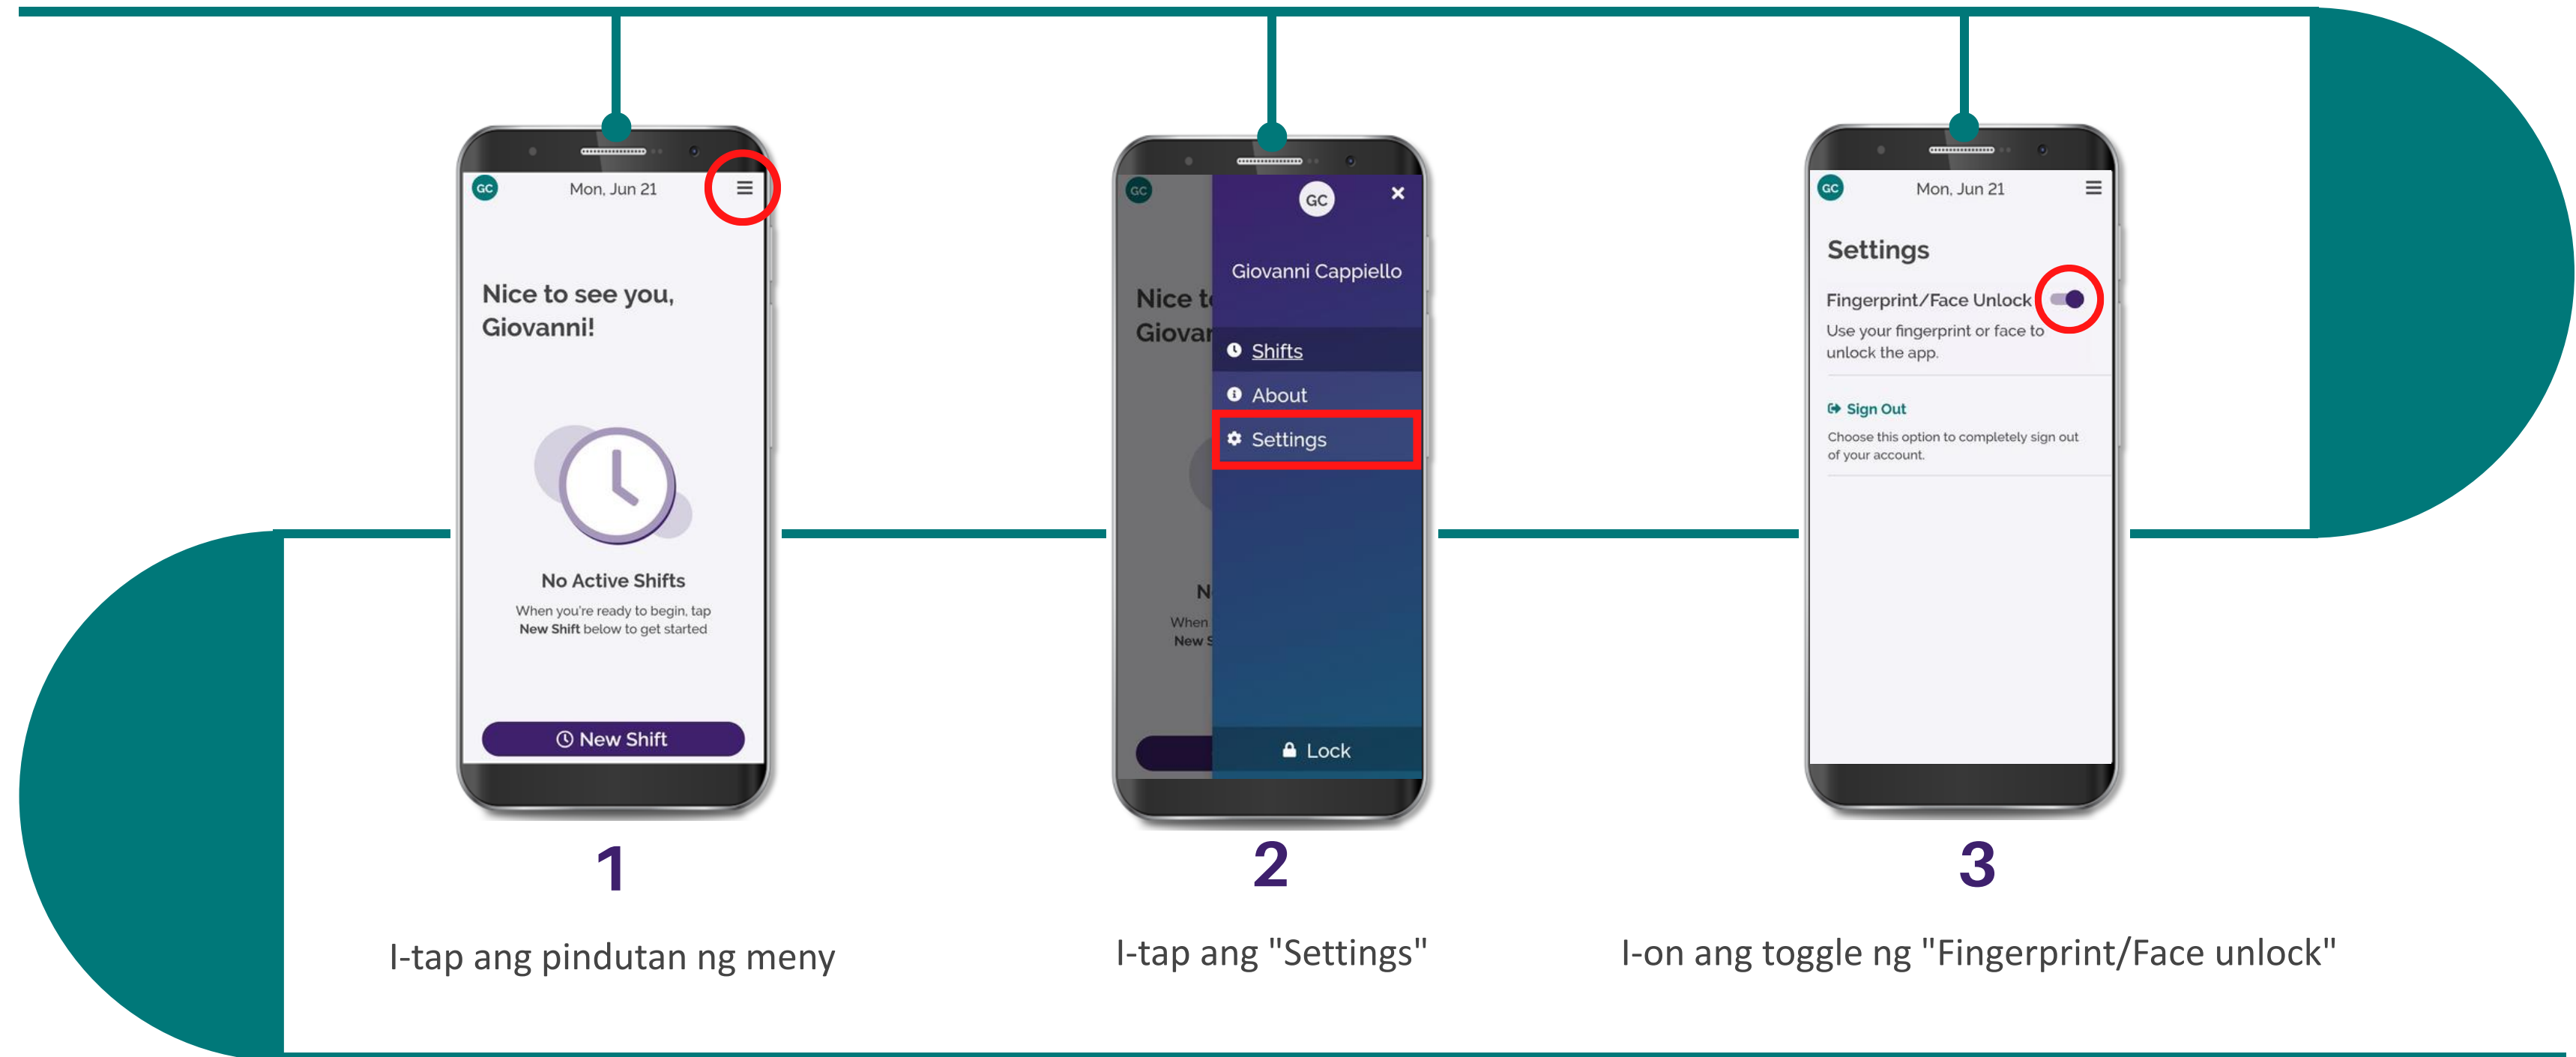 GC
Mon, Jun 21
Nice to see you,
Giovanni!
No Active Shifts
When you're ready to begin, tap
New Shift below to get started
New Shift
1
I-tap ang pindutan ng meny
GC
GC
Giovanni Cappiello
Nice t
Giovar
Shifts
About
Settings
N
When
New S
Lock
2
I-tap ang "Settings"
GC
Mon, Jun 21
Settings
Fingerprint/Face Unlock
Use your fingerprint or face to
unlock the app.
Sign Out
Choose this option to completely sign out
of your account.
3
I-on ang toggle ng "Fingerprint/Face unlock"